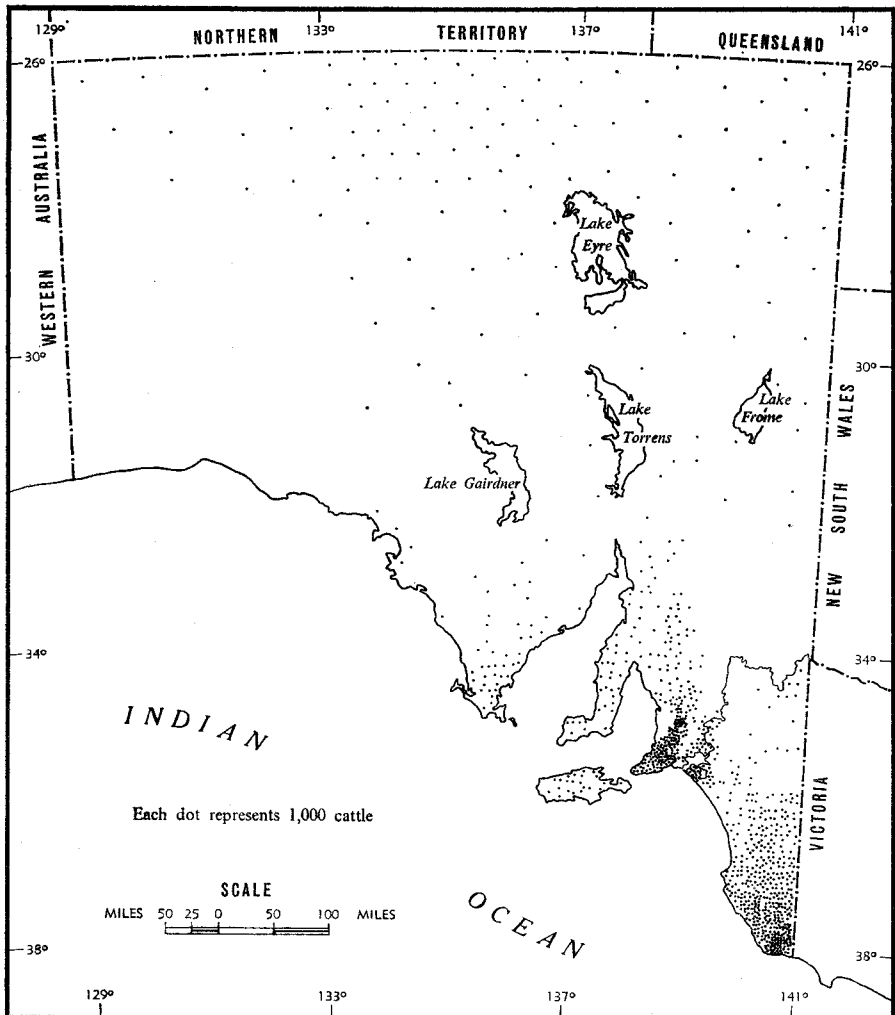 129° 133° 137° 141°
NORTHERN TERRITORY QUEENSLAND
26° 26°
WESTERN AUSTRALIA
Lake
Eyre
30° 30°
Lake
Torrens
Lake
Frome
Lake Gairdner
NEW SOUTH WALES
34° 34°
INDIAN
Each dot represents 1,000 cattle
VICTORIA
SCALE
MILES 50 25 0 50 100 MILES
OCEAN
38° 38°
129° 133° 137° 141°